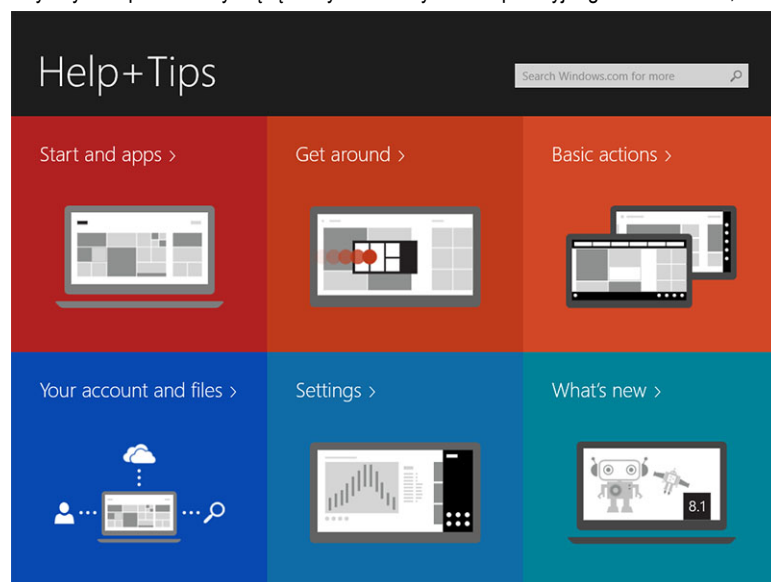 Help+Tips
Search Windows.com for more
Start and apps >
Get around >
Basic actions >
Your account and files >
Settings >
What's new >
8.1